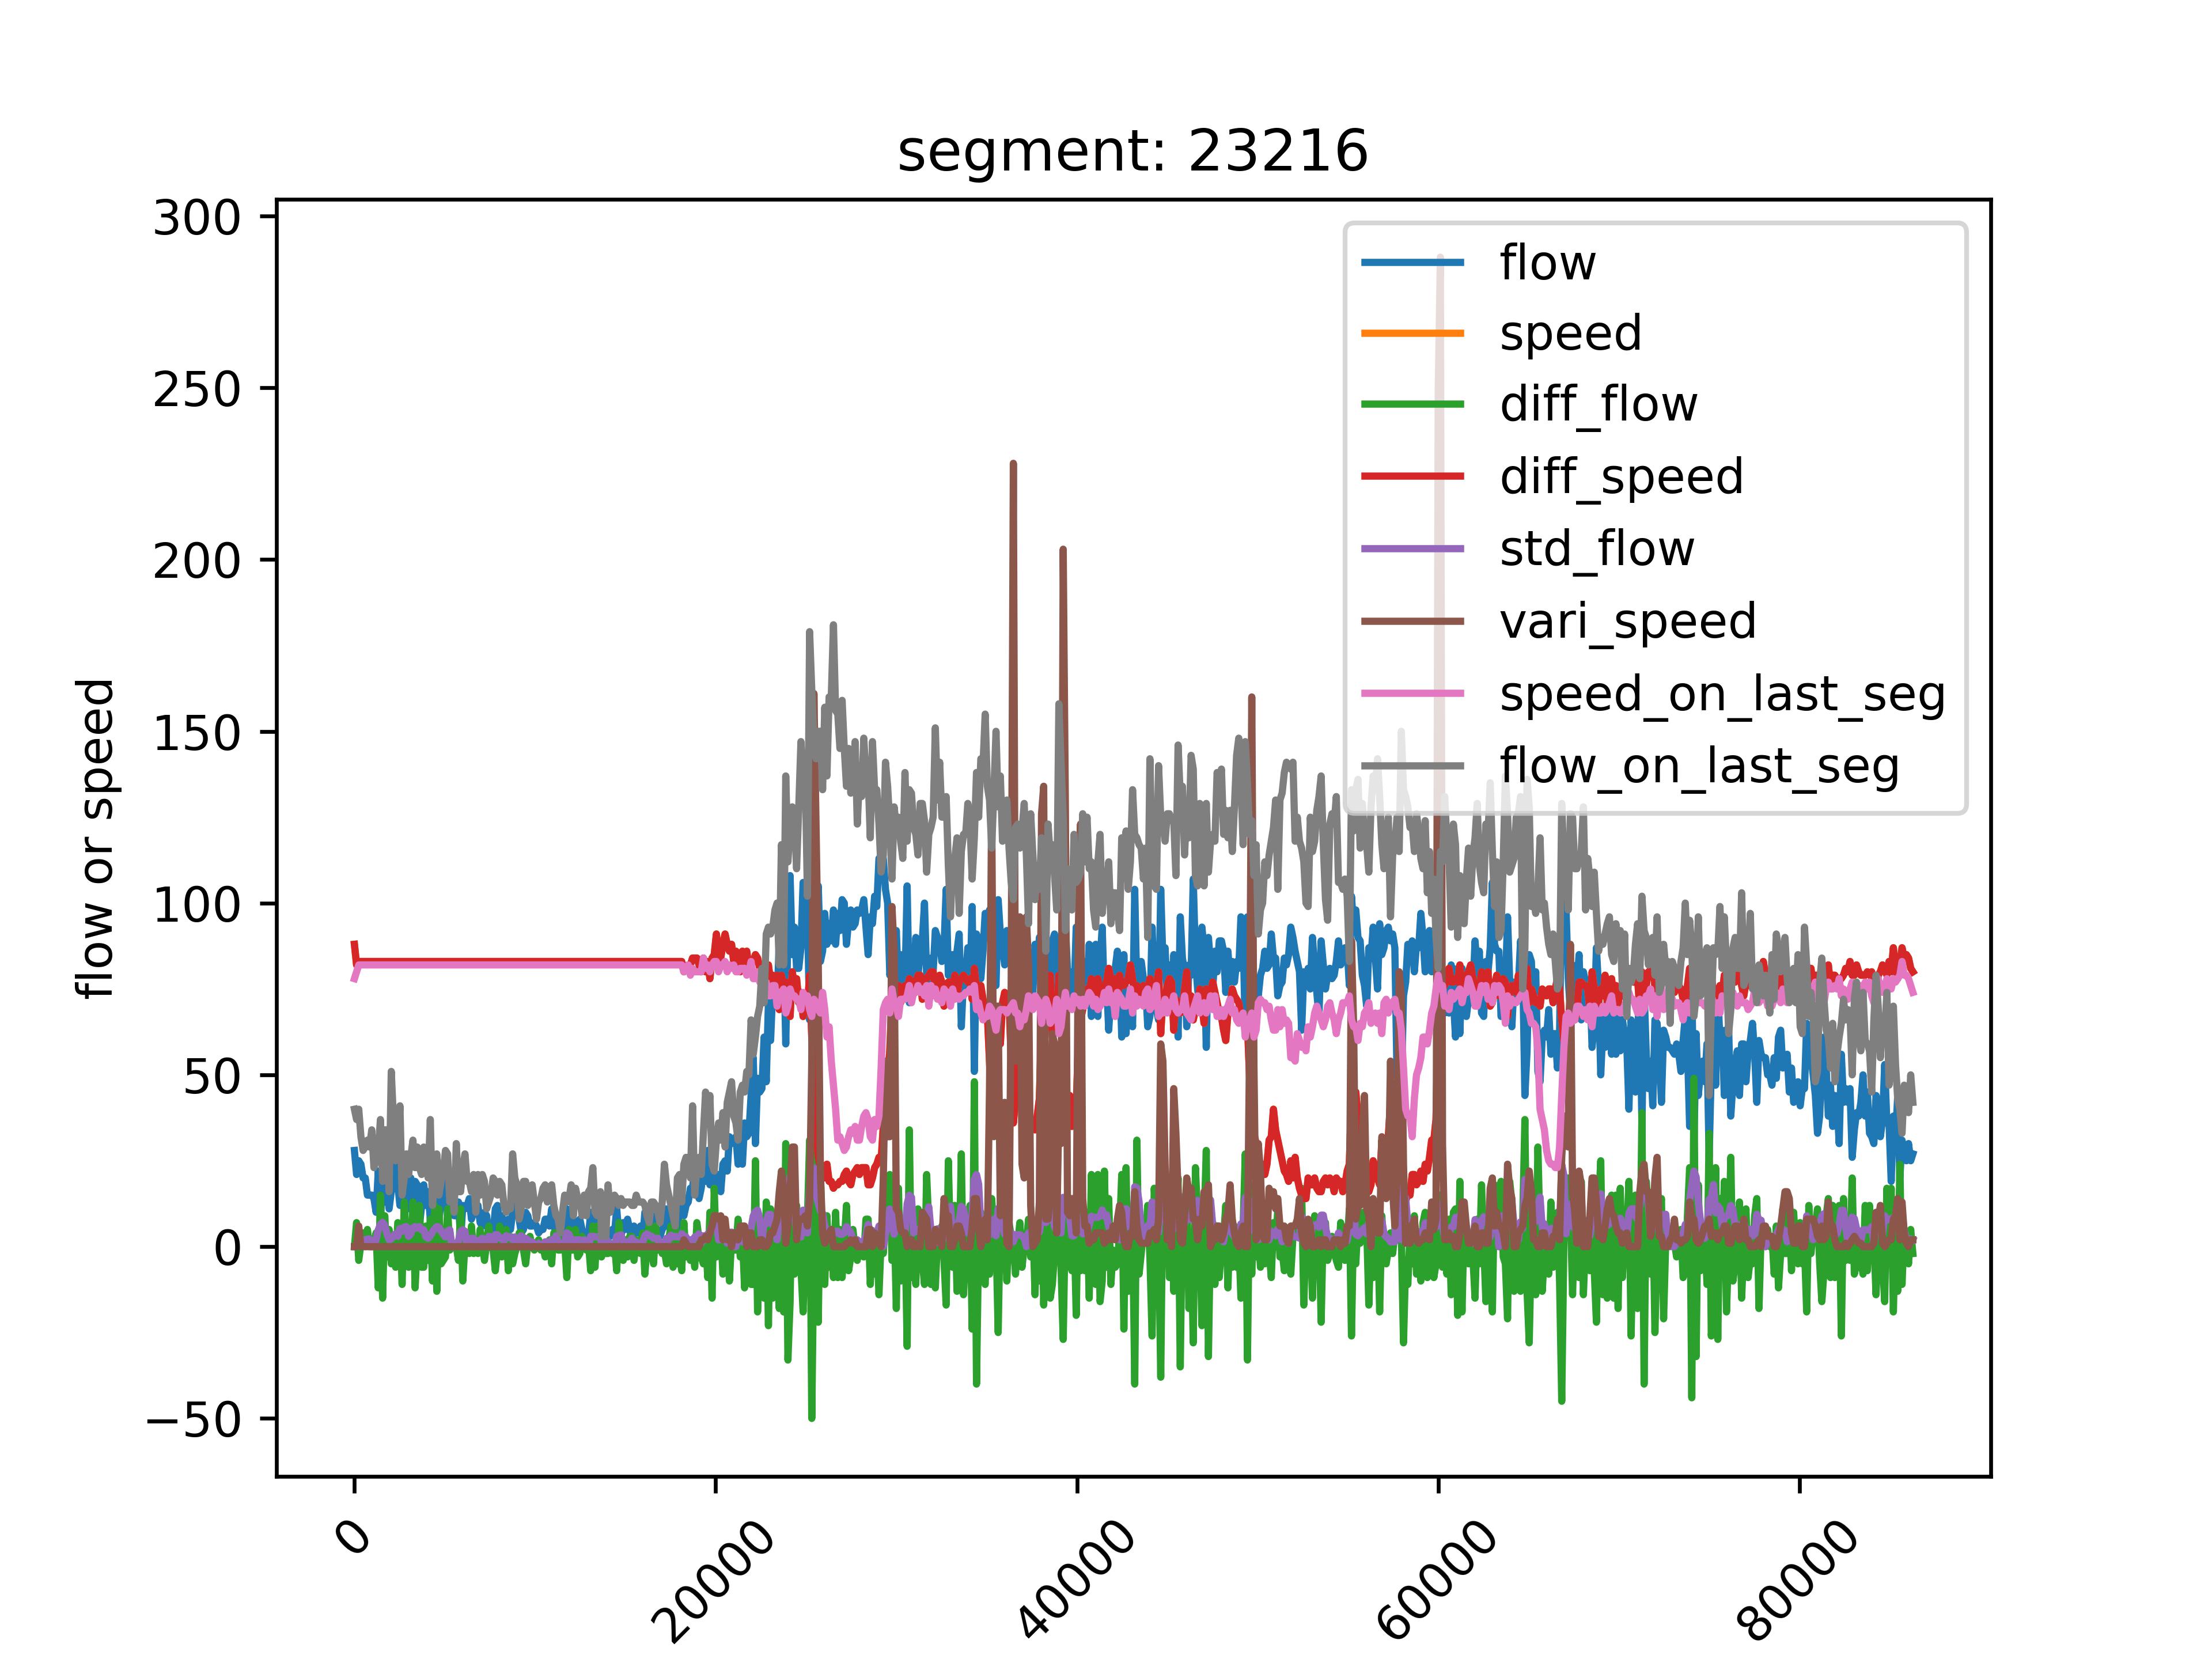 segment: 23216
300
250
200
150
100
50
0
−50
flow or speed
flow
speed
diff_flow
diff_speed
std_flow
vari_speed
speed_on_last_seg
flow_on_last_seg
0
20000
40000
60000
80000